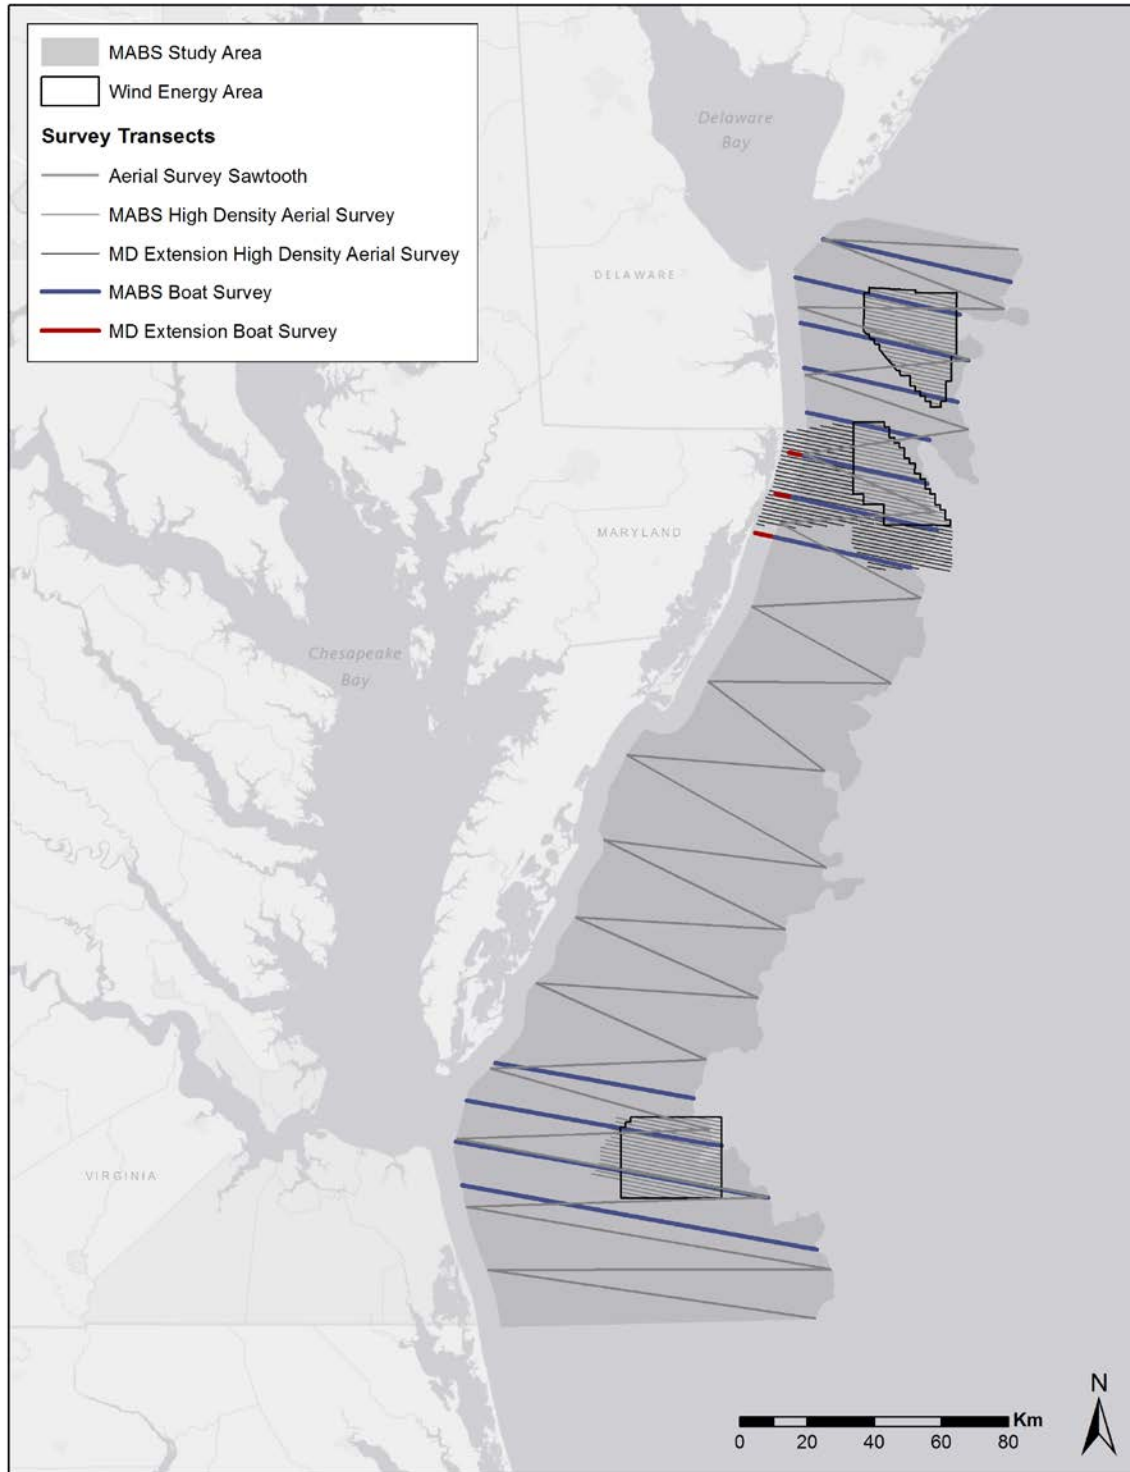 MABS Study Area
Wind Energy Area
Survey Transects
Aerial Survey Sawtooth
MABS High Density Aerial Survey
MD Extension High Density Aerial Survey
MABS Boat Survey
MD Extension Boat Survey
Delaware
Bay
DELAWARE
MARYLAND
Chesapeake
Bay
VIRGINIA
N
Km
0 20 40 60 80